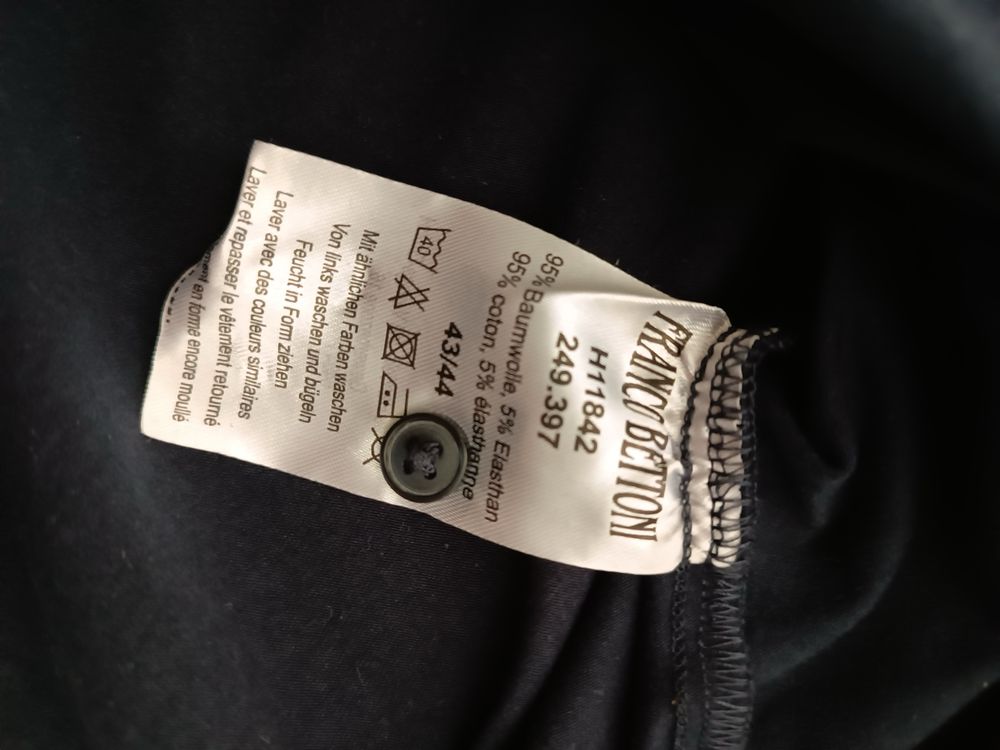 FRANCO BETTONI
H11842
249.397
95% Baumwolle, 5% Elasthan
95% coton, 5% élasthanne
43/44
40
Mit ähnlichen Farben waschen
Von links waschen und bügeln
Feucht in Form ziehen
Laver avec des couleurs similaires
Laver et repasser le vêtement retourné
en forme encore mouillé